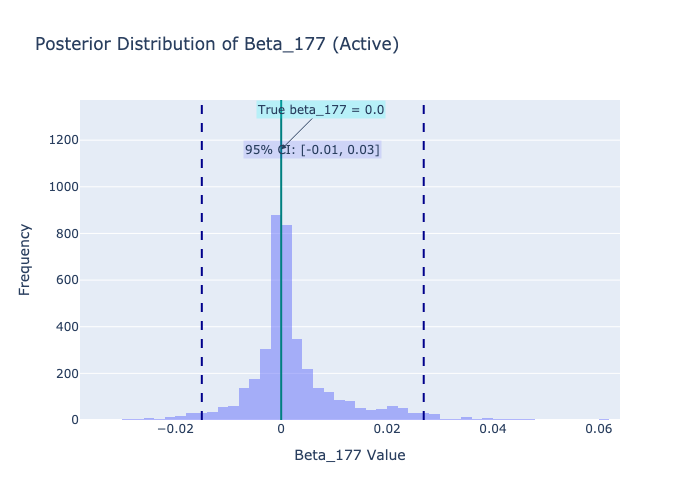 Posterior Distribution of Beta_177 (Active)
True beta_177 = 0.0
95% CI: [-0.01, 0.03]
1200
1000
800
600
400
200
0
Frequency
−0.02
0
0.02
0.04
0.06
Beta_177 Value